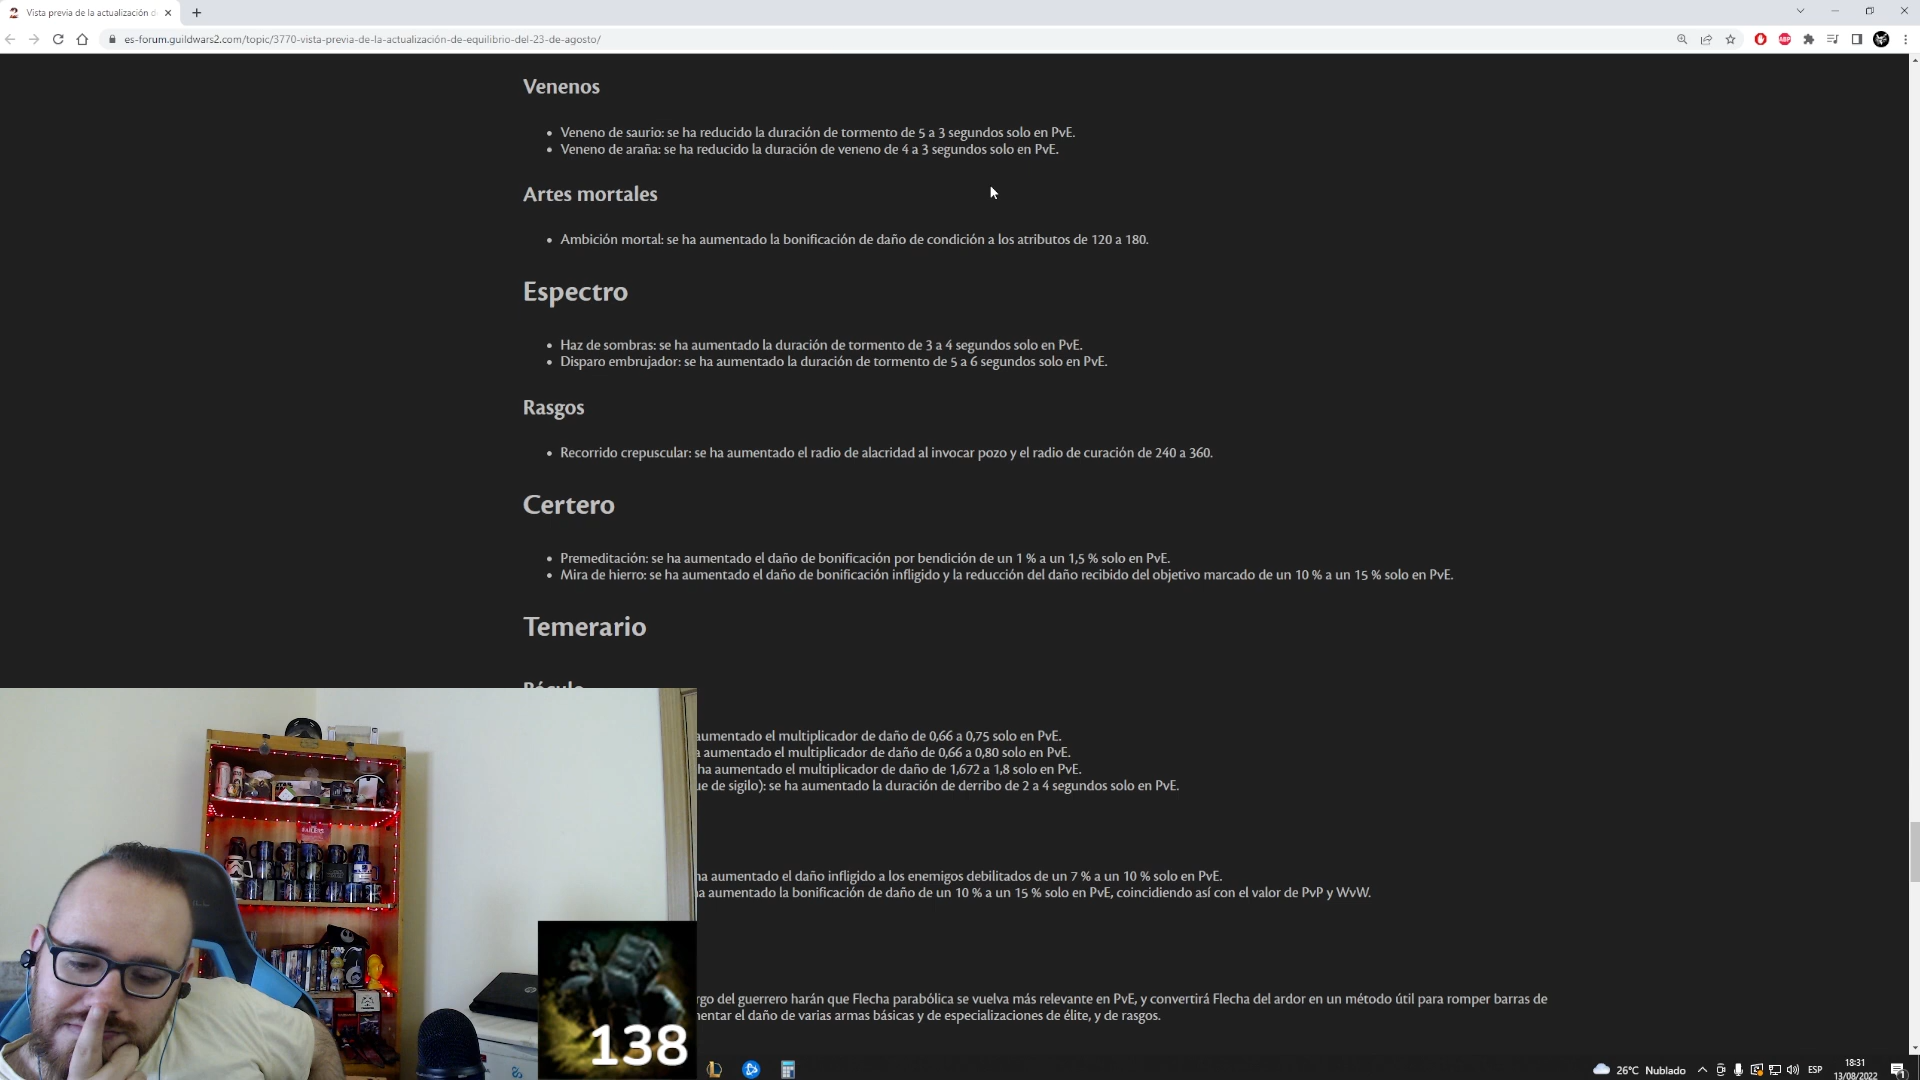 Vista previa de la actualización d
es-forum.guildwars2.com/topic/3770-vista-previa-de-la-actualización-de-equilibrio-del-23-de-agosto/
ABP
Venenos
• Veneno de saurio: se ha reducido la duración de tormento de 5 a 3 segundos solo en PvE.
• Veneno de araña: se ha reducido la duración de veneno de 4 a 3 segundos solo en PvE.
Artes mortales
• Ambición mortal: se ha aumentado la bonificación de daño de condición a los atributos de 120 a 180.
Espectro
• Haz de sombras: se ha aumentado la duración de tormento de 3 a 4 segundos solo en PvE.
• Disparo embrujador: se ha aumentado la duración de tormento de 5 a 6 segundos solo en PvE.
Rasgos
• Recorrido crepuscular: se ha aumentado el radio de alacridad al invocar pozo y el radio de curación de 240 a 360.
Certero
• Premeditación: se ha aumentado el daño de bonificación por bendición de un 1 % a un 1,5 % solo en PvE.
• Mira de hierro: se ha aumentado el daño de bonificación infligido y la reducción del daño recibido del objetivo marcado de un 10 % a un 15 % solo en PvE.
Temerario
Báculo
aumentado el multiplicador de daño de 0,66 a 0,75 solo en PvE.
a aumentado el multiplicador de daño de 0,66 a 0,80 solo en PvE.
ha aumentado el multiplicador de daño de 1,672 a 1,8 solo en PvE.
ue de sigilo): se ha aumentado la duración de derribo de 2 a 4 segundos solo en PvE.
ha aumentado el daño infligido a los enemigos debilitados de un 7 % a un 10 % solo en PvE.
a aumentado la bonificación de daño de un 10 % a un 15 % solo en PvE, coincidiendo así con el valor de PvP y WvW.
rgo del guerrero harán que Flecha parabólica se vuelva más relevante en PvE, y convertirá Flecha del ardor en un método útil para romper barras de
entar el daño de varias armas básicas y de especializaciones de élite, y de rasgos.
138
26°C Nublado
ESP
18:31
13/08/2022
1